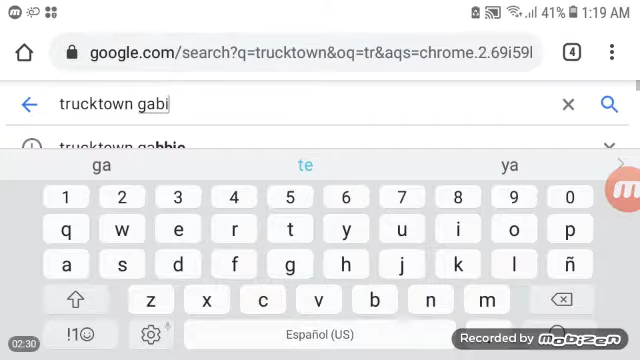 41% 1:19 AM
google.com/search?q=trucktown&oq=tr&aqs=chrome.2.69i59l
4
trucktown gabi
trucktown gabbie
ga te ya
1 2 3 4 5 6 7 8 9 0
q w e r t y u i o p
a s d f g h j k l ñ
z x c v b n m
!1 Español (US)
02:30
Recorded by mobizen